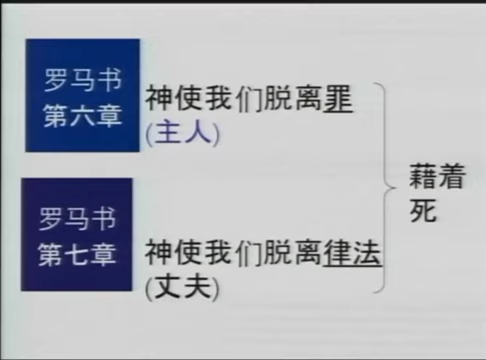 罗马书
第六章
神使我们脱离罪
(主人)
罗马书
第七章
神使我们脱离律法
(丈夫)
藉着
死